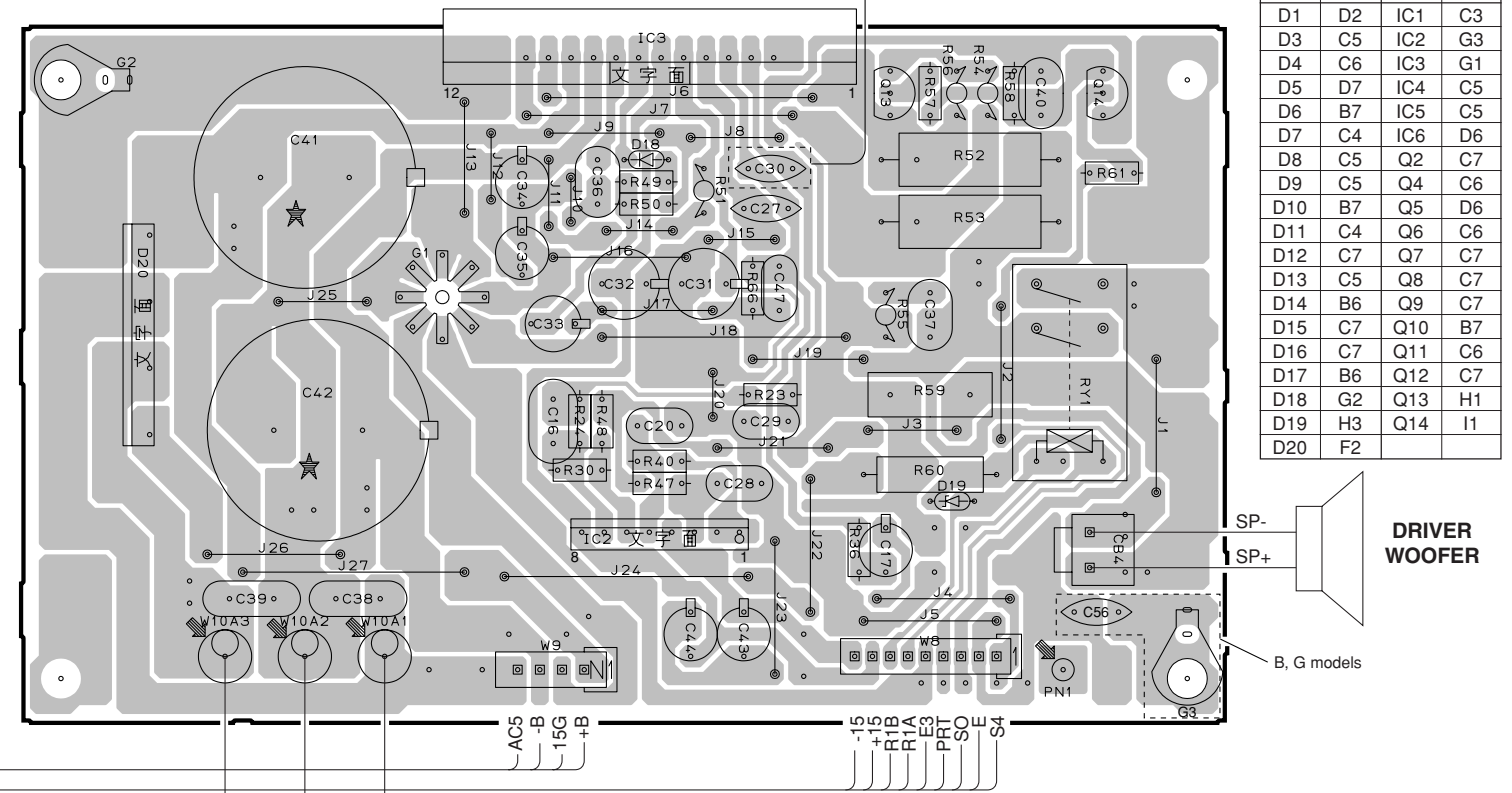 D1 D2 IC1 C3
D3 C5 IC2 G3
D4 C6 IC3 G1
D5 D7 IC4 C5
D6 B7 IC5 C5
D7 C4 IC6 D6
D8 C5 Q2 C7
D9 C5 Q4 C6
D10 B7 Q5 D6
D11 C4 Q6 C6
D12 C7 Q7 C7
D13 C5 Q8 C7
D14 B6 Q9 C7
D15 C7 Q10 B7
D16 C7 Q11 C6
D17 B6 Q12 C7
D18 G2 Q13 H1
D19 H3 Q14 I1
D20 F2
G2
IC3
文字面
12
1
J6
J7
J9
J8
C41
J13
J12
C34
J11
J10
C36
D18
R49
R50
R51
C30
C27
Q13
R57
R56
R54
R58
C40
Q14
R52
R61
R53
J14
J15
J16
C35
G1
C32
C31
R66
C47
J17
C33
J18
J19
R55
C37
D20 文字面
J25
C42
C16
R24
R48
C20
J20
R23
C29
J21
R59
J3
J2
RY1
J1
R30
R40
R47
C28
R60
D19
IC2 文字面
8
1
J22
R36
C17
CB4
SP-
SP+
DRIVER
WOOFER
J26
J27
J24
J23
J4
J5
C39
C38
W10A3
W10A2
W10A1
C44
C43
W9
1
W8
1
C56
PN1
G3
B, G models
AC5
-B
15G
+B
-15
+15
R1B
R1A
E3
PRT
SO
E
S4